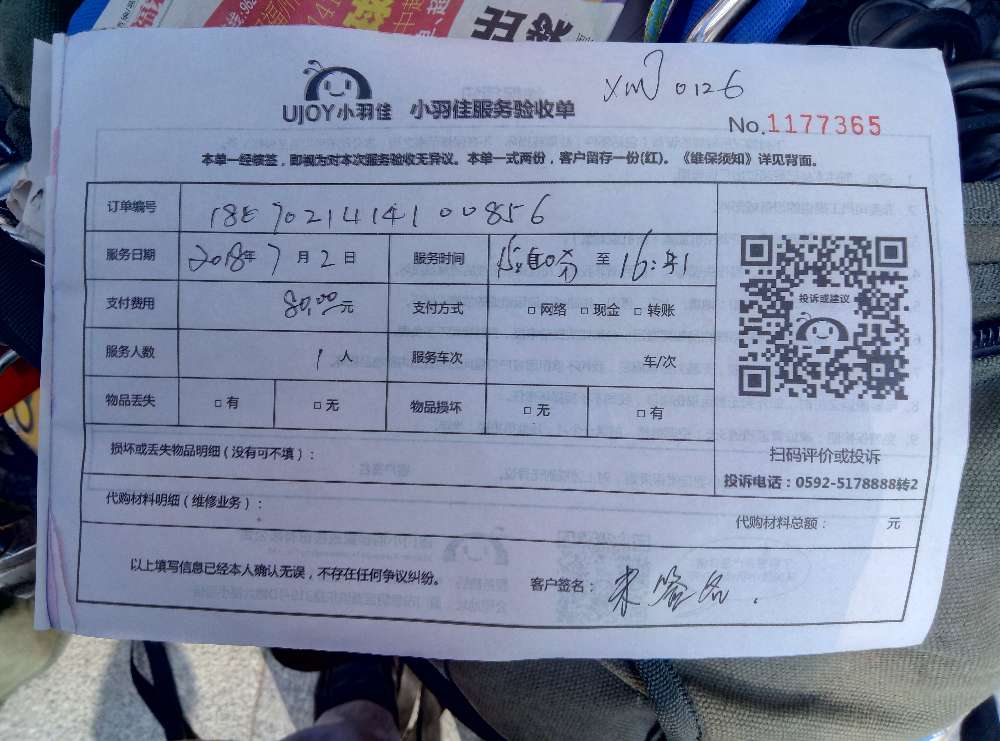 UJOY小羽佳 小羽佳服务验收单
XMJ 0126
No.1177365
本单一经核签，即视为对本次服务验收无异议。本单一式两份，客户留存一份(红)。《维保须知》详见背面。
订单编号 18E70214141 00856
服务日期 2018年7月2日 服务时间 至 16:
支付费用 80.00元 支付方式 □网络 □现金 □转账
服务人数 1人 服务车次 车/次
物品丢失 □有 □无 物品损坏 □无 □有
投诉或建议
扫码评价或投诉
投诉电话：0592-5178888转2
损坏或丢失物品明细（没有可不填）：
代购材料明细（维修业务）：
代购材料总额： 元
以上填写信息已经本人确认无误，不存在任何争议纠纷。
客户签名：未签名.